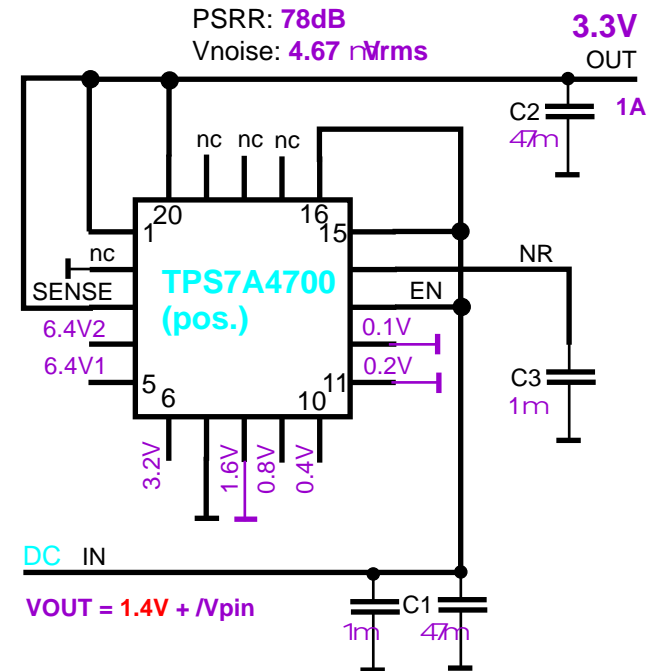 PSRR: 78dB
3.3V
Vnoise: 4.67 mVrms
OUT
C2
1A
47m
nc nc nc
20
16
1
15
nc
NR
TPS7A4700
SENSE
EN
(pos.)
6.4V2
0.1V
6.4V1
0.2V
5
11
C3
6
10
1m
3.2V
1.6V
0.8V
0.4V
DC IN
VOUT = 1.4V + /Vpin
C1
1m
47m